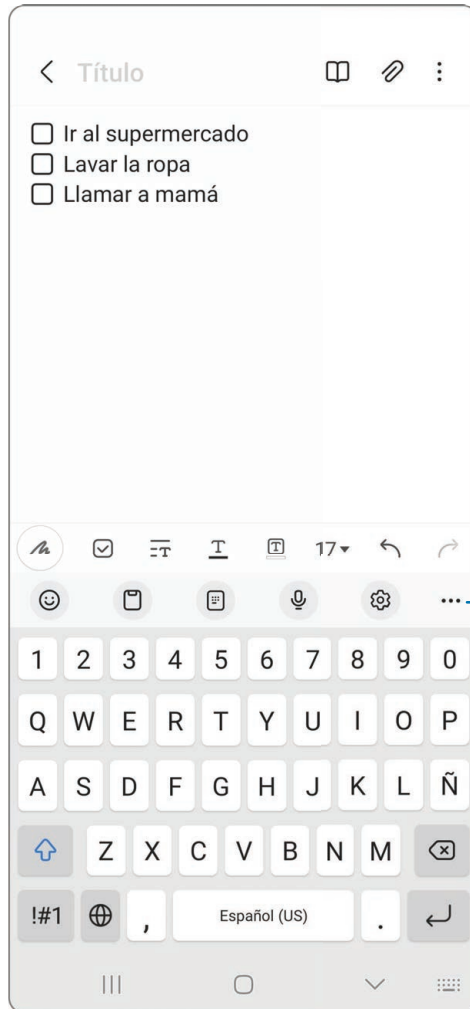 Título
Ir al supermercado
Lavar la ropa
Llamar a mamá
17
1 2 3 4 5 6 7 8 9 0
Q W E R T Y U I O P
A S D F G H J K L Ñ
Z X C V B N M
!#1 , Español (US) .